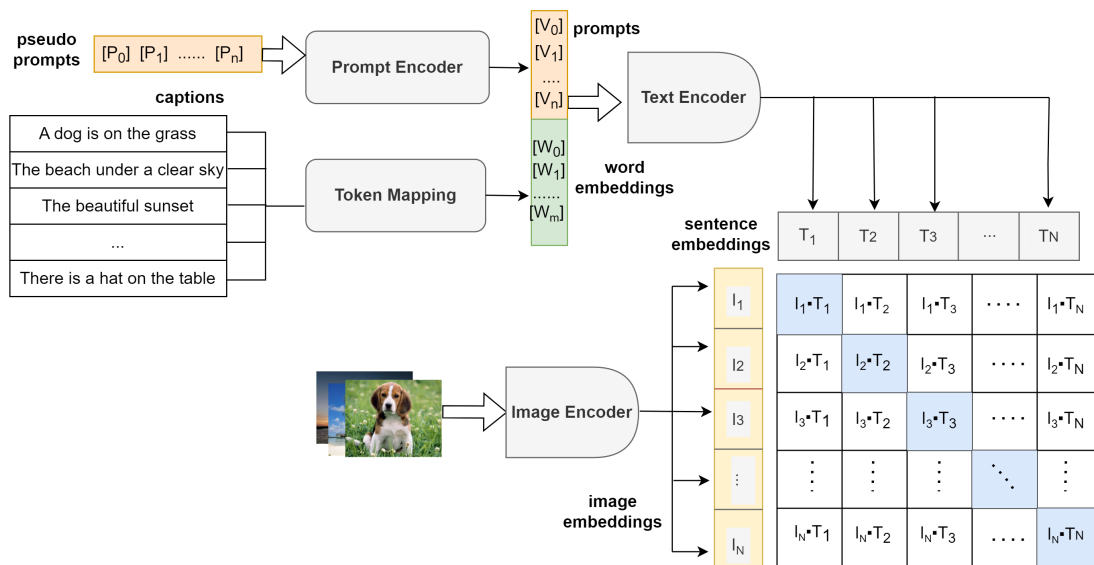 pseudo
prompts
[P0] [P1] ...... [Pn]
Prompt Encoder
[V0]
[V1]
....
[Vn]
prompts
Text Encoder
captions
A dog is on the grass
The beach under a clear sky
The beautiful sunset
...
There is a hat on the table
Token Mapping
[W0]
[W1]
......
[Wm]
word
embeddings
sentence
embeddings
T1 T2 T3 ... TN
I1
I2
I3
...
IN
I1▪T1 I1▪T2 I1▪T3 .... I1▪TN
I2▪T1 I2▪T2 I2▪T3 .... I2▪TN
I3▪T1 I3▪T2 I3▪T3 .... I3▪TN
IN▪T1 IN▪T2 IN▪T3 .... IN▪TN
Image Encoder
image
embeddings